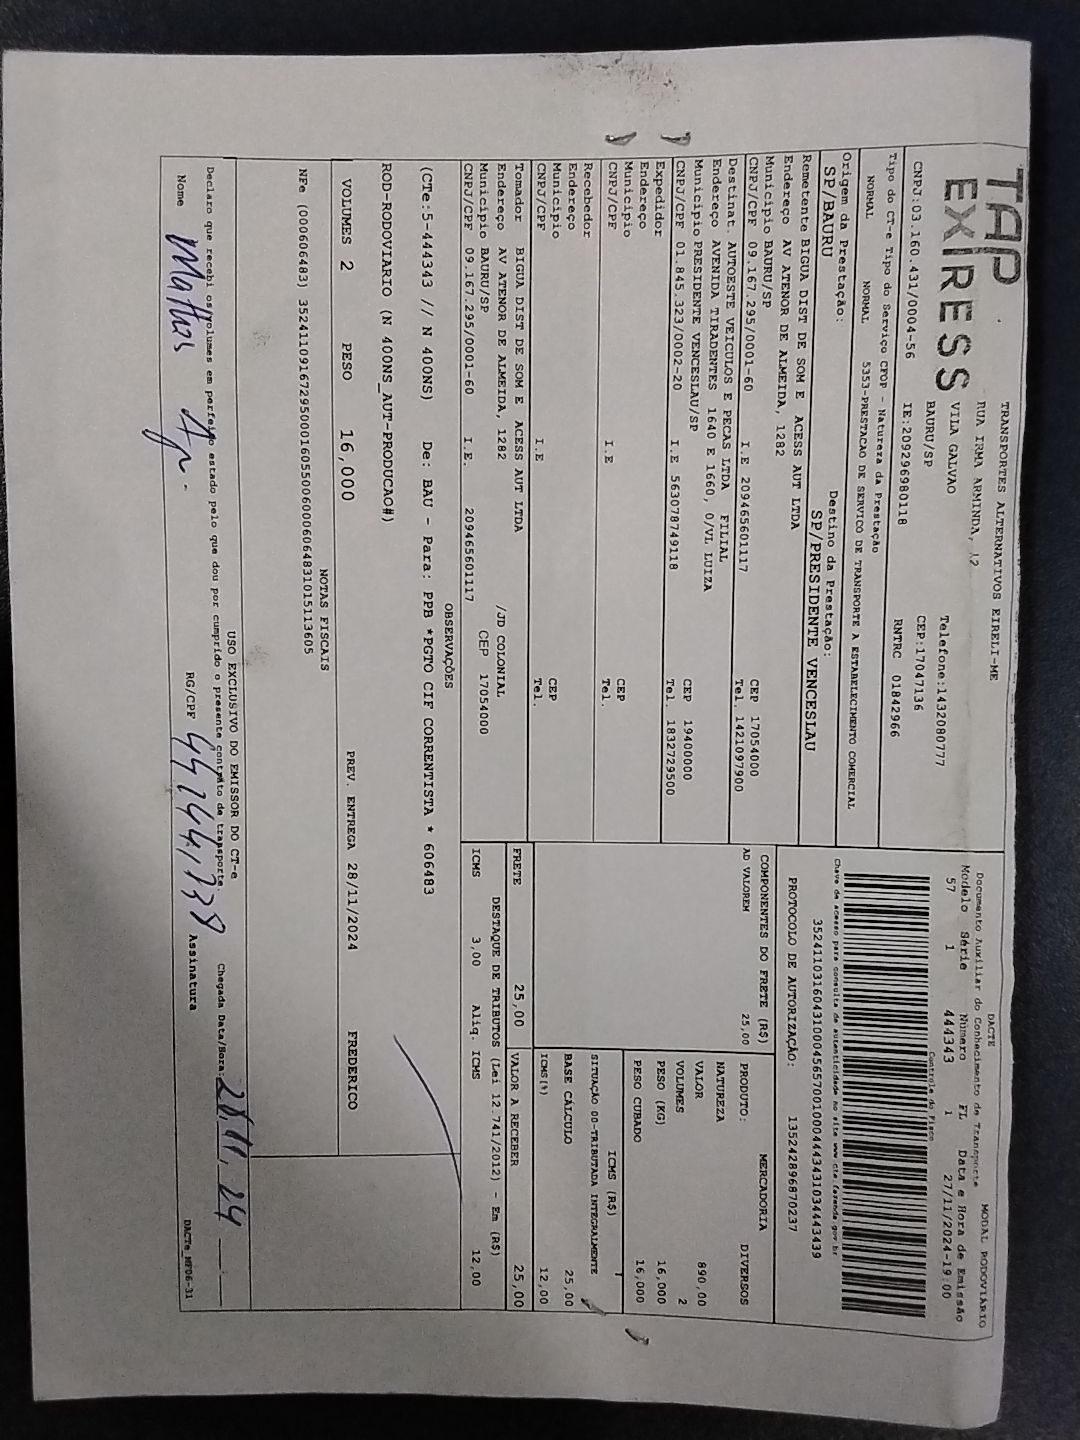 TAP
EXPRESS
TRANSPORTES ALTERNATIVOS EIRELI-ME
RUA IRMA ARMINDA,
VILA GALVAO
Telefone:1432080777
BAURU/SP
CEP:17047136
CNPJ:03.160.431/0004-56
IE:209296980118
RNTRC 01842966
DACTE
MODAL RODOVIÁRIO
Documento Auxiliar do Conhecimento de Transporte
Modelo Série Número FL Data e Hora de Emissão
57 1 444343 1 27/11/2024-19:00
Controle do Fisco
Chave de acesso para consulta de autenticidade no site www.cte.fazenda.gov.br
PROTOCOLO DE AUTORIZAÇÃO: 135242896870237
Tipo do CT-e Tipo do Serviço CFOP - Natureza da Prestação
NORMAL NORMAL 5353-PRESTACAO DE SERVICO DE TRANSPORTE A ESTABELECIMENTO COMERCIAL
Origem da Prestação: Destino da Prestação:
SP/BAURU SP/PRESIDENTE VENCESLAU
Remetente BIGUA DIST DE SOM E ACESS AUT LTDA
Endereço AV ATENOR DE ALMEIDA, 1282
Municipio BAURU/SP CEP 17054000
CNPJ/CPF 09.167.295/0001-60 I.E 209465601117 Tel. 1421097900
Destinat. AUTOESTE VEICULOS E PECAS LTDA FILIAL
Endereço AVENIDA TIRADENTES 1640 E 1660, 0/VL LUIZA
Municipio PRESIDENTE VENCESLAU/SP CEP 19400000
CNPJ/CPF 01.845.323/0002-20 I.E 563078749118 Tel. 1832729500
Expedidor
Endereço
Municipio CEP
CNPJ/CPF I.E Tel.
Recebedor
Endereço
Municipio CEP
CNPJ/CPF I.E Tel.
Tomador BIGUA DIST DE SOM E ACESS AUT LTDA
Endereço AV ATENOR DE ALMEIDA, 1282 /JD COLONIAL
Municipio BAURU/SP CEP 17054000
CNPJ/CPF 09.167.295/0001-60 I.E. 209465601117
COMPONENTES DO FRETE (R$)
AD VALOREM 25,00
MERCADORIA
PRODUTO: DIVERSOS
NATUREZA
VALOR 890,00
VOLUMES 2
PESO (KG) 16,000
PESO CUBADO 16,000
ICMS (R$)
SITUAÇÃO 00-TRIBUTADA INTEGRALMENTE
BASE CÁLCULO 25,00
ICMS(%) 12,00
FRETE 25,00 VALOR A RECEBER 25,00
DESTAQUE DE TRIBUTOS (Lei 12.741/2012) - Em (R$)
ICMS 3,00 Aliq. ICMS 12,00
OBSERVAÇÕES
(CTe:5-444343 // N 400NS) De: BAU - Para: PPB *PGTO CIF CORRENTISTA * 606483
ROD-RODOVIARIO (N 400NS_AUT-PRODUCAO#)
VOLUMES 2 PESO 16,000 PREV. ENTREGA 28/11/2024 FREDERICO
NOTAS FISCAIS
NFe (000606483) 35241109167295000160550060006064831015113605
USO EXCLUSIVO DO EMISSOR DO CT-e
Declaro que recebi os volumes em perfeito estado pelo que dou por cumprido o presente contrato de transporte. Chegada Data/Hora: 28/11/24
Nome Mathes RG/CPF Assinatura
DACTe_MF06-31